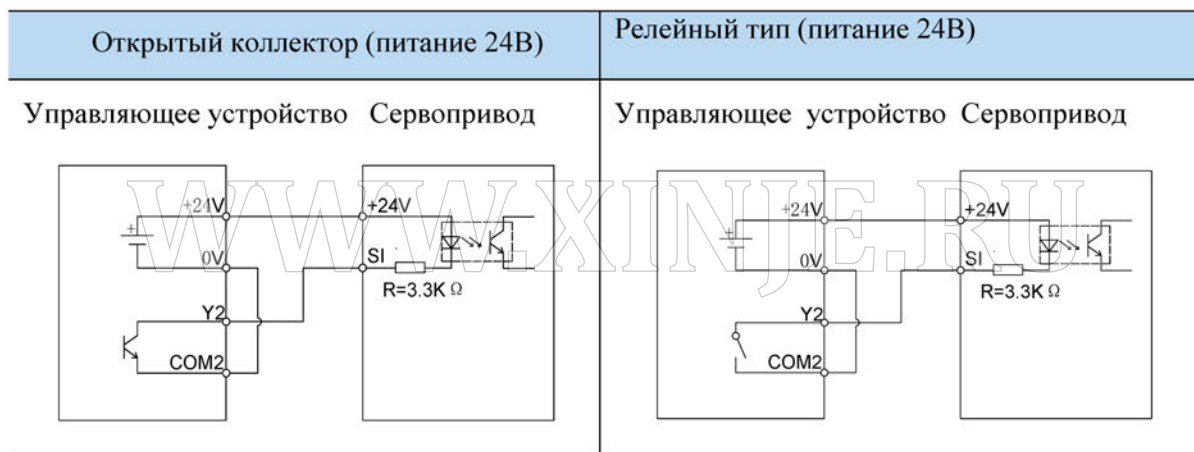 Открытый коллектор (питание 24В)
Релейный тип (питание 24В)
Управляющее устройство Сервопривод
+24V
+24V
+
0V
SI
R=3.3K Ω
Y2
COM2
Управляющее устройство Сервопривод
+24V
+24V
+
0V
SI
R=3.3K Ω
Y2
COM2
WWW.XINJE.RU